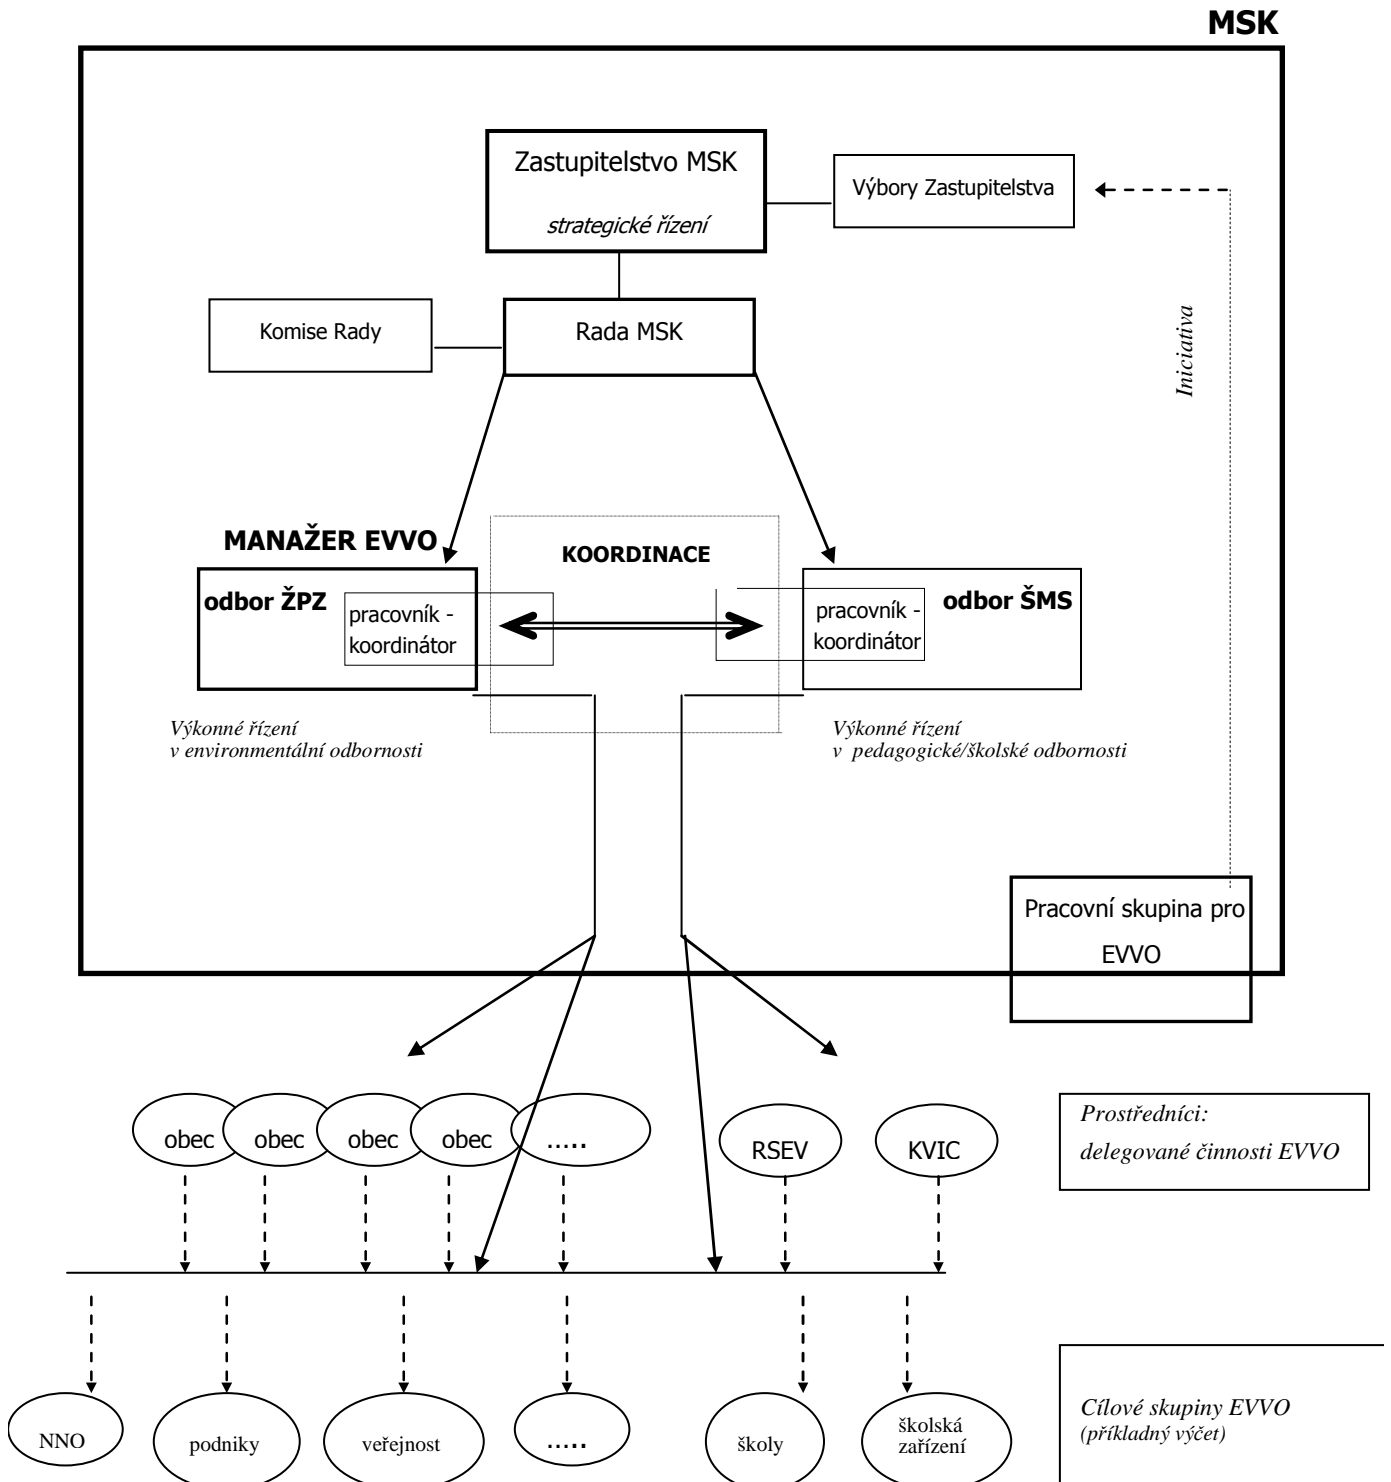 MSK
Zastupitelstvo MSK
strategické řízení
Výbory Zastupitelstva
Komise Rady
Rada MSK
Iniciativa
MANAŽER EVVO
KOORDINACE
odbor ŽPZ
pracovník -
koordinátor
pracovník -
koordinátor
odbor ŠMS
Výkonné řízení
v environmentální odbornosti
Výkonné řízení
v pedagogické/školské odbornosti
Pracovní skupina pro
EVVO
obec
obec
obec
obec
.....
RSEV
KVIC
Prostředníci:
delegované činnosti EVVO
NNO
podniky
veřejnost
.....
školy
školská
zařízení
Cílové skupiny EVVO
(příkladný výčet)